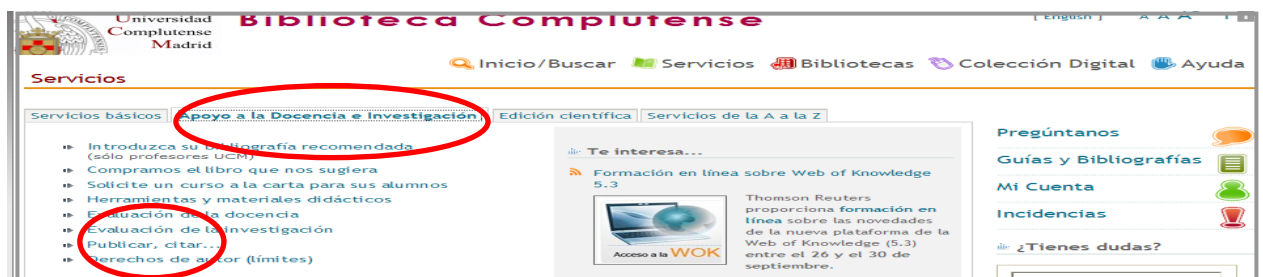 Universidad
Complutense
Madrid
Biblioteca Complutense
[ English ] A A A
Inicio/Buscar Servicios Bibliotecas Colección Digital Ayuda
Servicios
Servicios básicos Apoyo a la Docencia e Investigación Edición científica Servicios de la A a la Z
Introduzca su bibliografía recomendada
(sólo profesores UCM)
Compramos el libro que nos sugiera
Solicite un curso a la carta para sus alumnos
Herramientas y materiales didácticos
Evaluación de la docencia
Evaluación de la investigación
Publicar, citar...
Derechos de autor (límites)
Te interesa...
Formación en línea sobre Web of Knowledge
5.3
Acceso a la WOK
Thomson Reuters
proporciona formación en
línea sobre las novedades
de la nueva plataforma de la
Web of Knowledge (5.3)
entre el 26 y el 30 de
septiembre.
Pregúntanos
Guías y Bibliografías
Mi Cuenta
Incidencias
¿Tienes dudas?